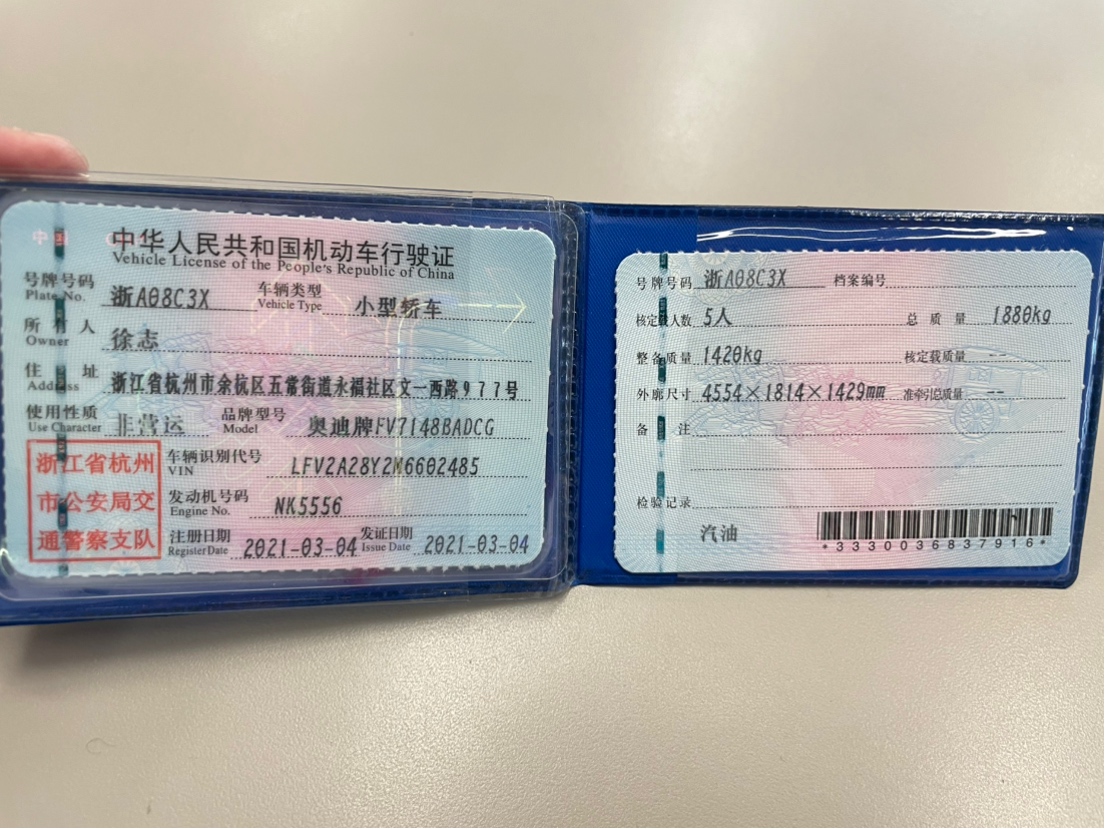 中华人民共和国机动车行驶证
Vehicle License of the People's Republic of China
号牌号码 浙A08C3X 车辆类型 小型轿车
Plate No. Vehicle Type
所有人 徐志
Owner
住址 浙江省杭州市余杭区五常街道永福社区文一西路977号
Address
使用性质 非营运 品牌型号 奥迪牌FV7148BADCG
Use Character Model
浙江省杭州
市公安局交
通警察支队
车辆识别代号 LFV2A28Y2M6602485
VIN
发动机号码 NK5556
Engine No.
注册日期 2021-03-04 发证日期 2021-03-04
Register Date Issue Date
号牌号码 浙A08C3X 档案编号
核定载人数 5人 总质量 1880kg
整备质量 1420kg 核定载质量 --
外廓尺寸 4554×1814×1429mm 准牵引总质量 --
备注
检验记录
汽油
*3330036837916*